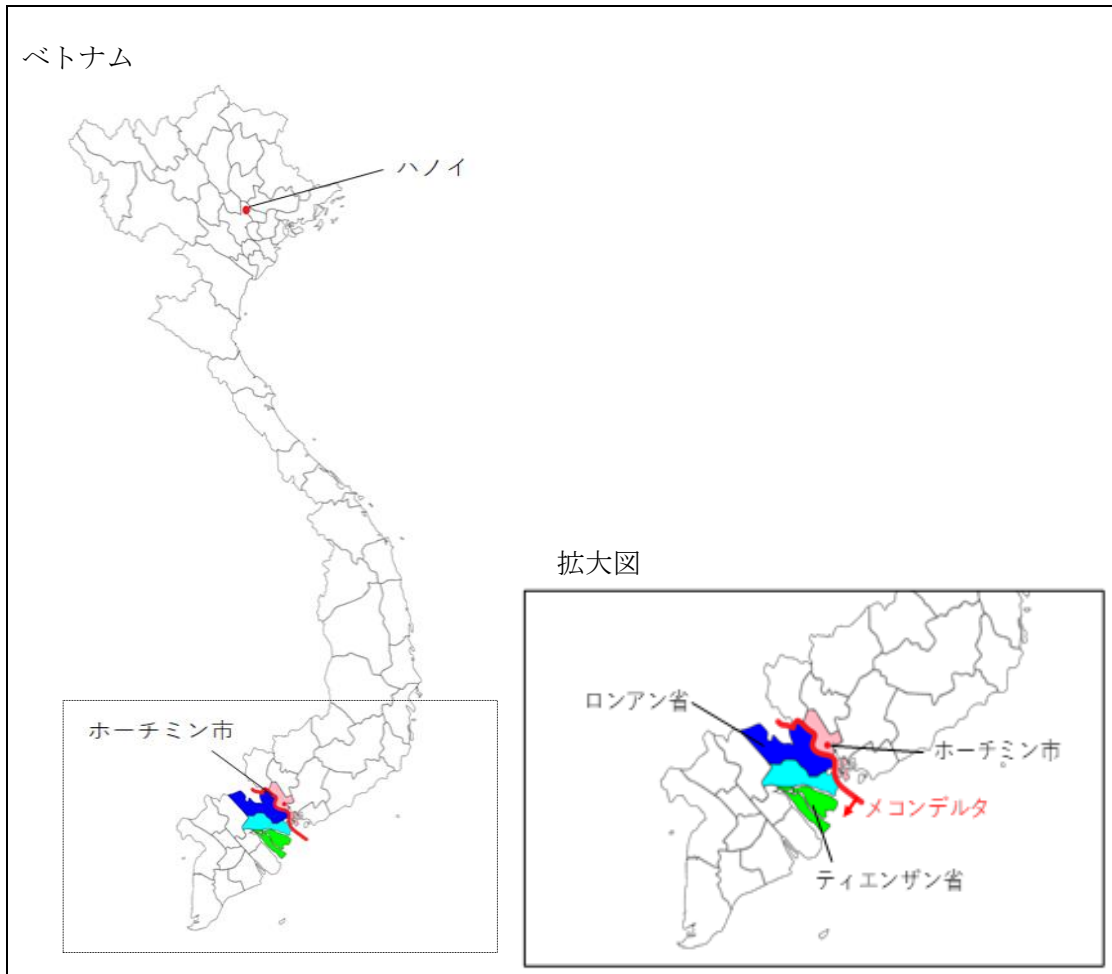 ベトナム
ハノイ
ホーチミン市
拡大図
ロンアン省
ホーチミン市
メコンデルタ
ティエンザン省